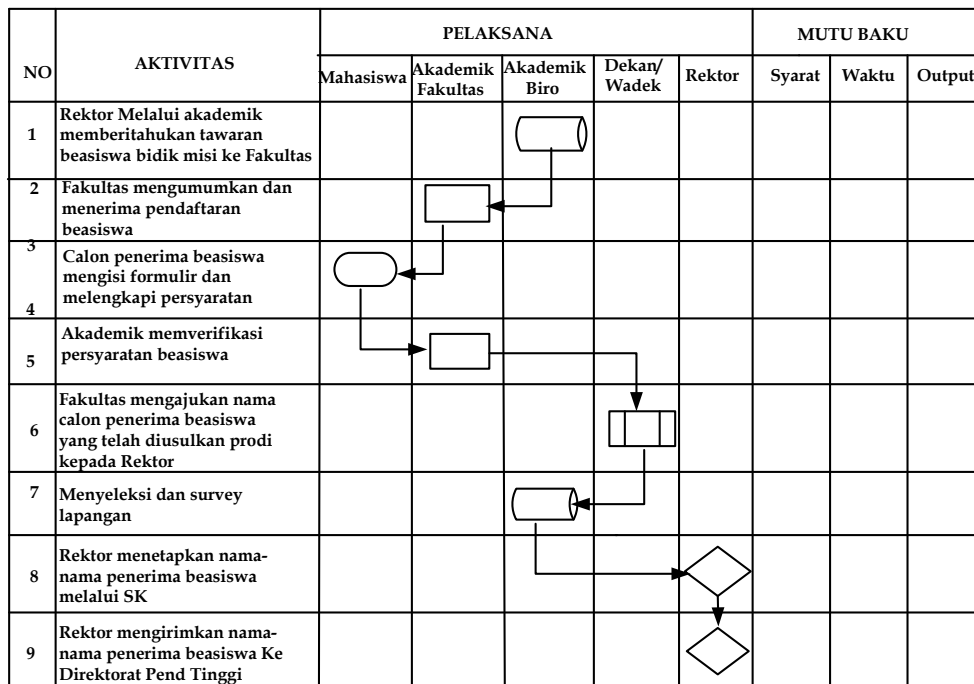 PELAKSANA
MUTU BAKU
NO
AKTIVITAS
Mahasiswa
Akademik
Fakultas
Akademik
Biro
Dekan/
Wadek
Rektor
Syarat
Waktu
Output
1
Rektor Melalui akademik
memberitahukan tawaran
beasiswa bidik misi ke Fakultas
2
Fakultas mengumumkan dan
menerima pendaftaran
beasiswa
3
Calon penerima beasiswa
mengisi formulir dan
melengkapi persyaratan
4
Akademik memverifikasi
persyaratan beasiswa
5
Fakultas mengajukan nama
calon penerima beasiswa
yang telah diusulkan prodi
kepada Rektor
6
7
Menyeleksi dan survey
lapangan
8
Rektor menetapkan nama-
nama penerima beasiswa
melalui SK
9
Rektor mengirimkan nama-
nama penerima beasiswa Ke
Direktorat Pend Tinggi